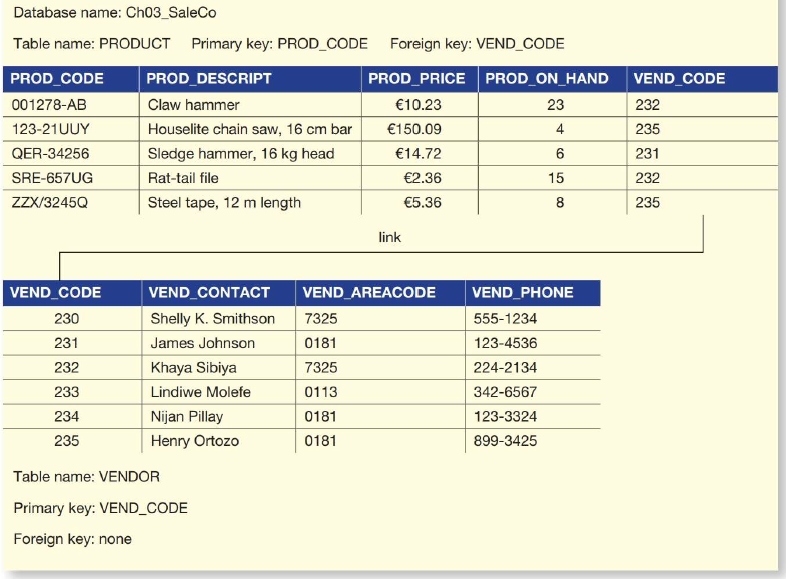 Database name: Ch03_SaleCo
Table name: PRODUCT Primary key: PROD_CODE Foreign key: VEND_CODE
PROD_CODE PROD_DESCRIPT PROD_PRICE PROD_ON_HAND VEND_CODE
001278-AB Claw hammer €10.23 23 232
123-21UUY Houselite chain saw, 16 cm bar €150.09 4 235
QER-34256 Sledge hammer, 16 kg head €14.72 6 231
SRE-657UG Rat-tail file €2.36 15 232
ZZX/3245Q Steel tape, 12 m length €5.36 8 235
link
VEND_CODE VEND_CONTACT VEND_AREACODE VEND_PHONE
230 Shelly K. Smithson 7325 555-1234
231 James Johnson 0181 123-4536
232 Khaya Sibiya 7325 224-2134
233 Lindiwe Molefe 0113 342-6567
234 Nijan Pillay 0181 123-3324
235 Henry Ortozo 0181 899-3425
Table name: VENDOR
Primary key: VEND_CODE
Foreign key: none